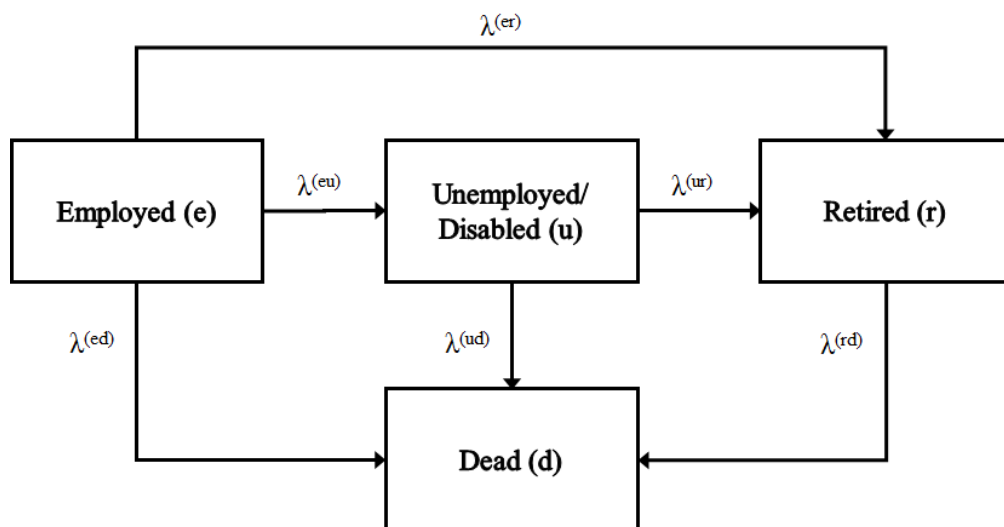 λ(er)
λ(eu)
λ(ur)
Employed (e)
Unemployed/
Disabled (u)
Retired (r)
λ(ed)
λ(ud)
λ(rd)
Dead (d)